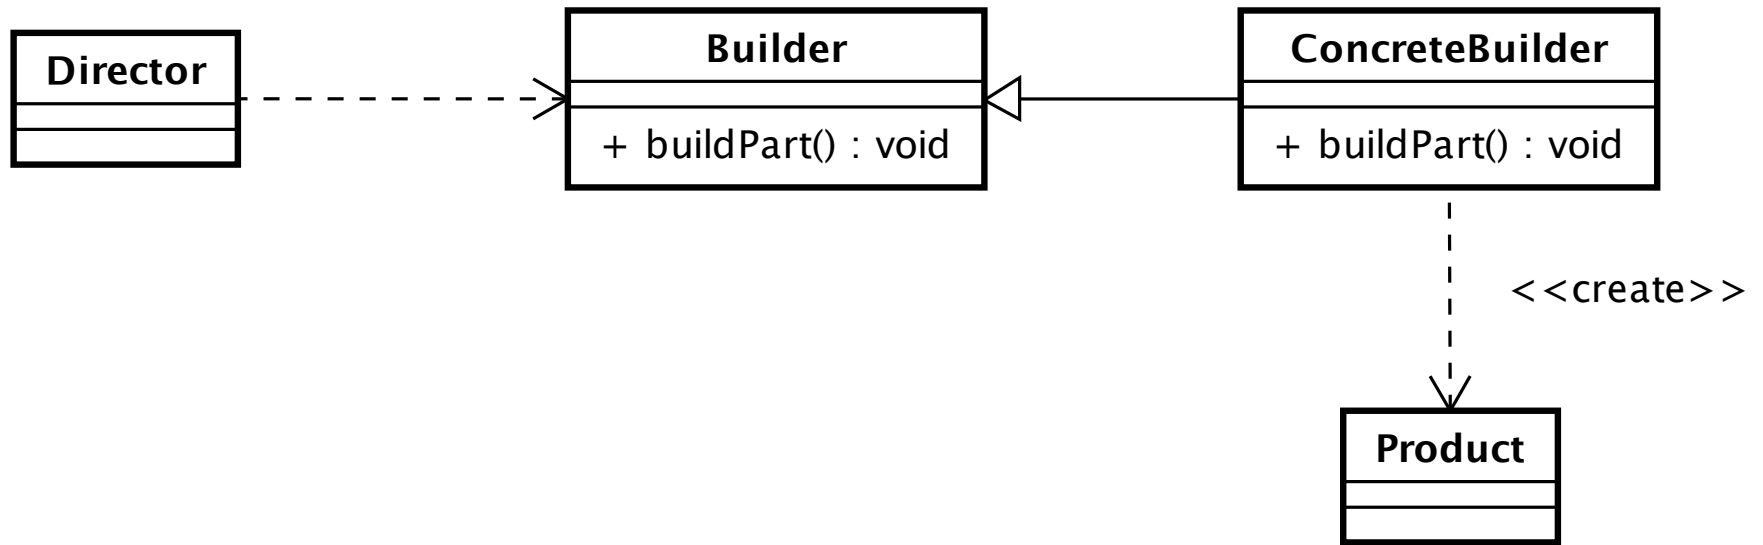 Director
Builder
+ buildPart() : void
ConcreteBuilder
+ buildPart() : void
<<create>>
Product